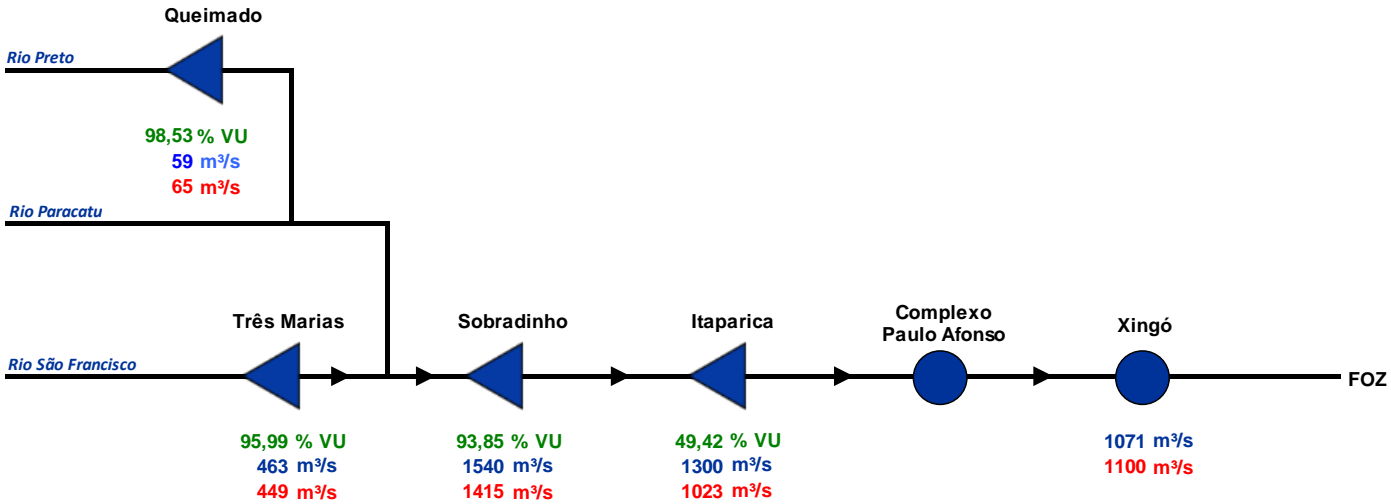 Queimado
Rio Preto
98,53 % VU
59 m³/s
65 m³/s
Rio Paracatu
Três Marias
Sobradinho
Itaparica
Complexo
Paulo Afonso
Xingó
Rio São Francisco
FOZ
95,99 % VU
463 m³/s
449 m³/s
93,85 % VU
1540 m³/s
1415 m³/s
49,42 % VU
1300 m³/s
1023 m³/s
1071 m³/s
1100 m³/s